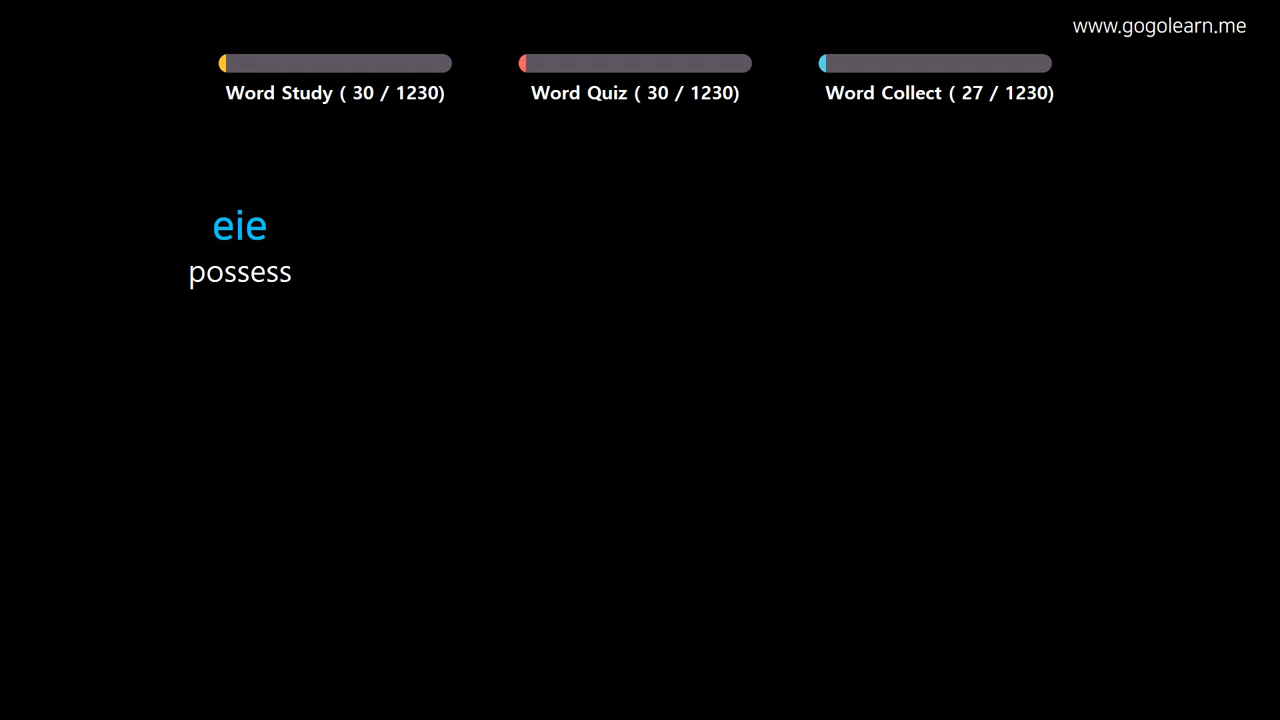 www.gogolearn.me
Word Study ( 30 / 1230)
Word Quiz ( 30 / 1230)
Word Collect ( 27 / 1230)
eie
possess